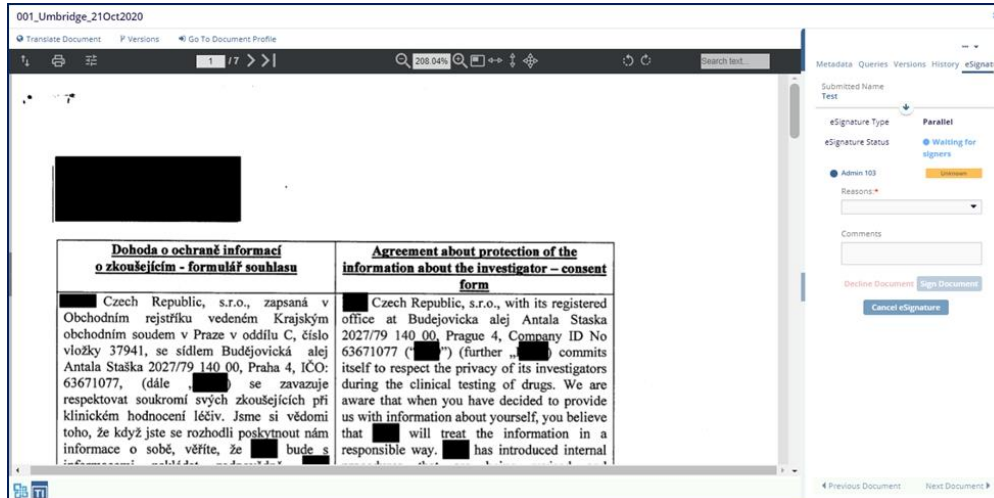 001_Umbridge_21Oct2020
Translate Document Versions Go To Document Profile
1 / 7 208.04% Search text...
Metadata Queries Versions History eSignat
Submitted Name
Test
eSignature Type Parallel
eSignature Status Waiting for
signers
Admin 103 Unknown
Reasons:*
Comments
Decline Document Sign Document
Cancel eSignature
Previous Document Next Document
Dohoda o ochraně informací
o zkoušejícím - formulář souhlasu
Czech Republic, s.r.o., zapsaná v
Obchodním rejstříku vedeném Krajským
obchodním soudem v Praze v oddílu C, číslo
vložky 37941, se sídlem Budějovická alej
Antala Staška 2027/79 140 00, Praha 4, IČO:
63671077, (dále ) se zavazuje
respektovat soukromí svých zkoušejících při
klinickém hodnocení léčiv. Jsme si vědomi
toho, že když jste se rozhodli poskytnout nám
informace o sobě, věříte, že bude s
Agreement about protection of the
information about the investigator – consent
form
Czech Republic, s.r.o., with its registered
office at Budejovicka alej Antala Staska
2027/79 140 00, Prague 4, Company ID No
63671077 (“ ”) (further „ ) commits
itself to respect the privacy of its investigators
during the clinical testing of drugs. We are
aware that when you have decided to provide
us with information about yourself, you believe
that will treat the information in a
responsible way. has introduced internal